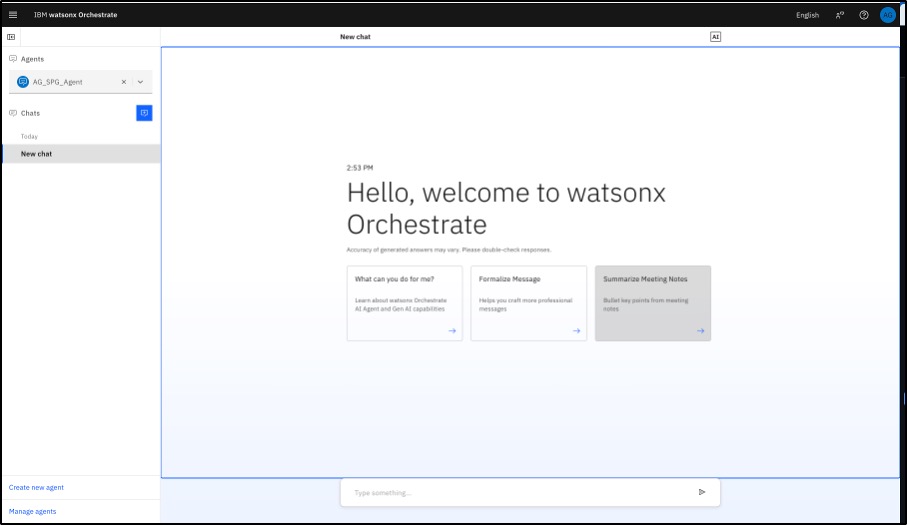 IBM watsonx Orchestrate
English
AG
New chat
AI
Agents
AG_SPG_Agent
Chats
Today
New chat
2:53 PM
Hello, welcome to watsonx
Orchestrate
Accuracy of generated answers may vary. Please double-check responses.
What can you do for me?
Learn about watsonx Orchestrate
AI Agent and Gen AI capabilities
Formalize Message
Helps you craft more professional
messages
Summarize Meeting Notes
Bullet key points from meeting
notes
Create new agent
Manage agents
Type something...